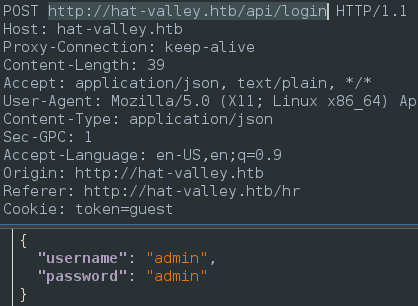 POST http://hat-valley.htb/api/login HTTP/1.1
Host: hat-valley.htb
Proxy-Connection: keep-alive
Content-Length: 39
Accept: application/json, text/plain, */*
User-Agent: Mozilla/5.0 (X11; Linux x86_64) Ap
Content-Type: application/json
Sec-GPC: 1
Accept-Language: en-US,en;q=0.9
Origin: http://hat-valley.htb
Referer: http://hat-valley.htb/hr
Cookie: token=guest
{
"username": "admin",
"password": "admin"
}